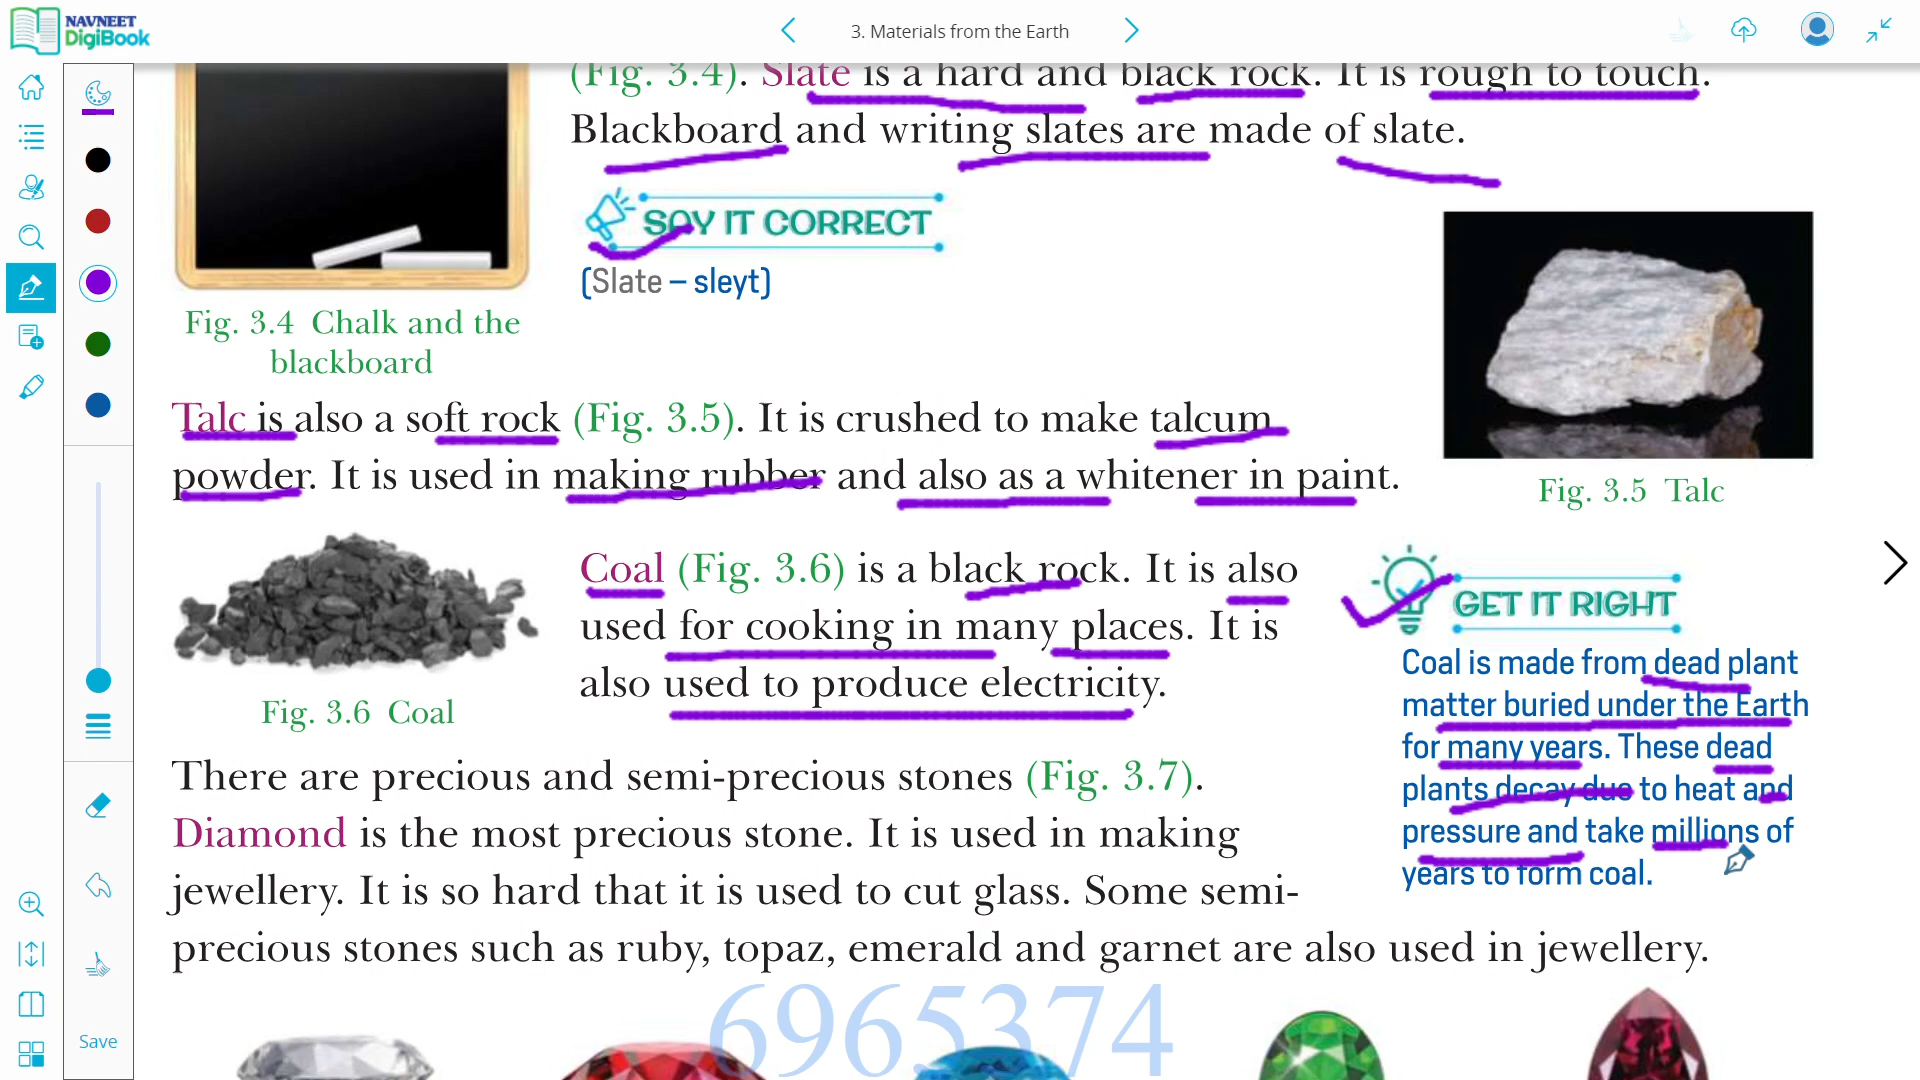 NAVNEET
DigiBook
3. Materials from the Earth
(Fig. 3.4). Slate is a hard and black rock. It is rough to touch.
Blackboard and writing slates are made of slate.
SAY IT CORRECT
(Slate – sleyt)
Fig. 3.4 Chalk and the
blackboard
Talc is also a soft rock (Fig. 3.5). It is crushed to make talcum
powder. It is used in making rubber and also as a whitener in paint.
Fig. 3.5 Talc
Coal (Fig. 3.6) is a black rock. It is also
used for cooking in many places. It is
also used to produce electricity.
Fig. 3.6 Coal
GET IT RIGHT
Coal is made from dead plant
matter buried under the Earth
for many years. These dead
plants decay due to heat and
pressure and take millions of
years to form coal.
There are precious and semi-precious stones (Fig. 3.7).
Diamond is the most precious stone. It is used in making
jewellery. It is so hard that it is used to cut glass. Some semi-
precious stones such as ruby, topaz, emerald and garnet are also used in jewellery.
6965374
Save